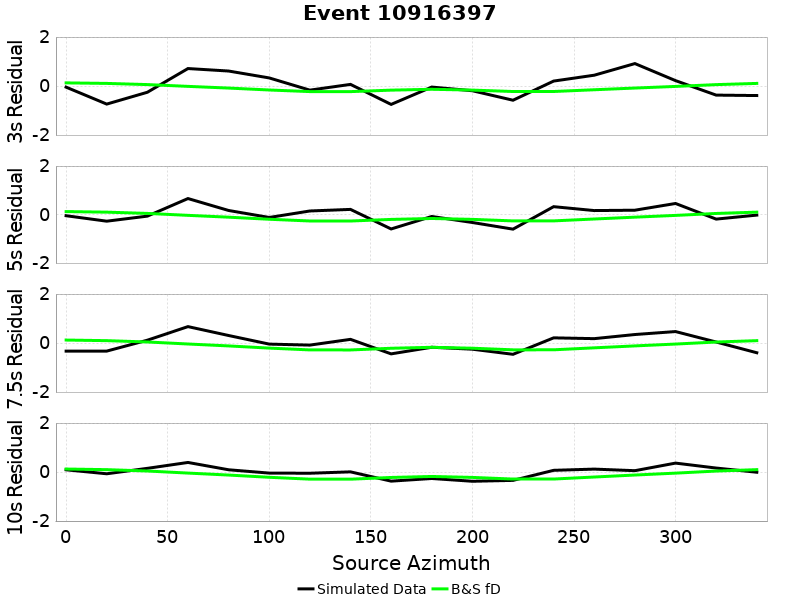 Event 10916397
3s Residual
2
0
-2
5s Residual
2
0
-2
7.5s Residual
2
0
-2
10s Residual
2
0
-2
0 50 100 150 200 250 300
Source Azimuth
Simulated Data B&S fD